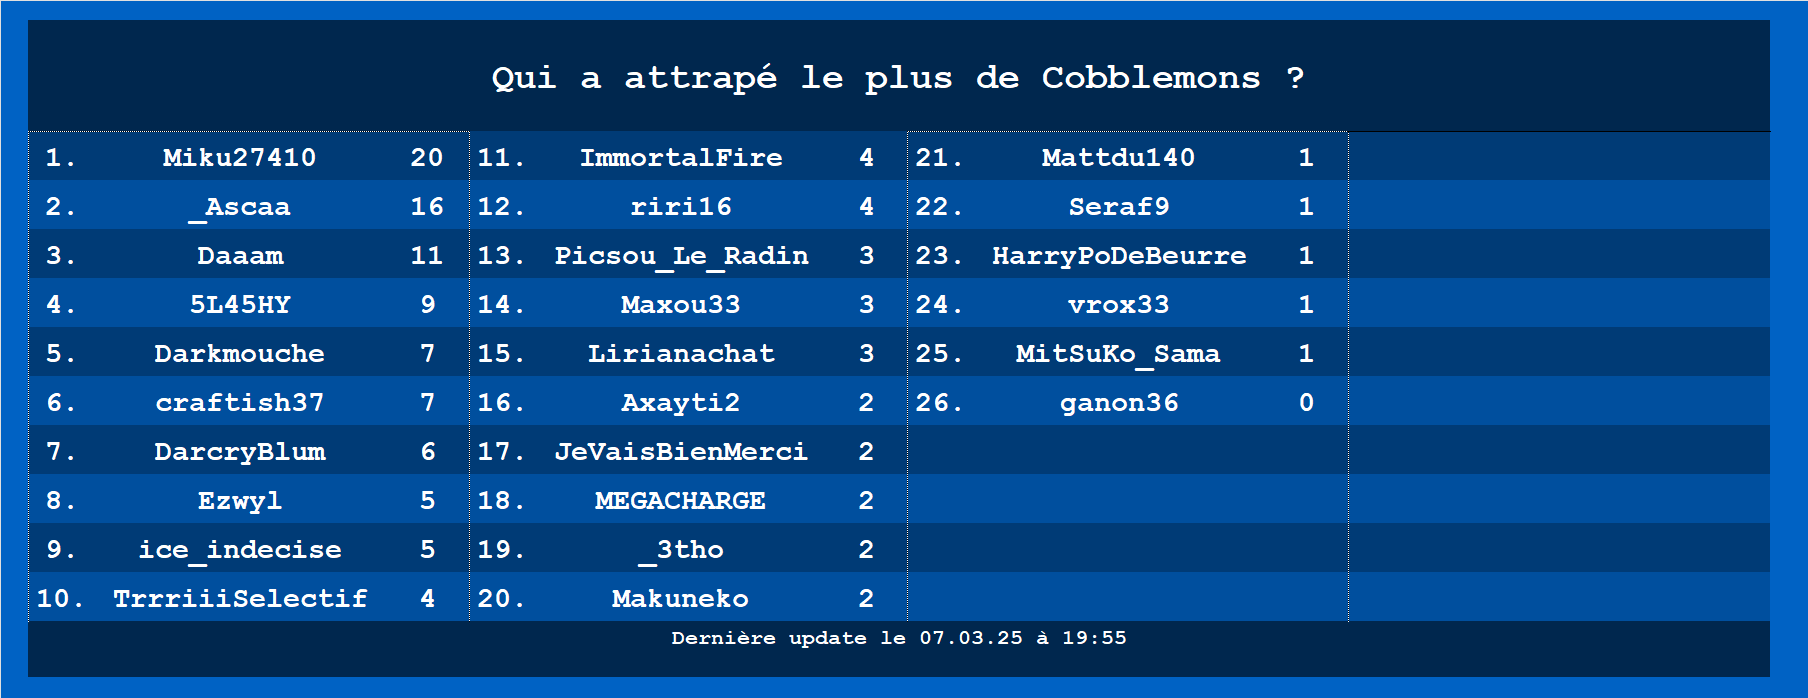 Qui a attrapé le plus de Cobblemons ?
1. Miku27410 20
2. _Ascaa 16
3. Daaam 11
4. 5L45HY 9
5. Darkmouche 7
6. craftish37 7
7. DarcryBlum 6
8. Ezwyl 5
9. ice_indecise 5
10. TrrriiiSelectif 4
11. ImmortalFire 4
12. riri16 4
13. Picsou_Le_Radin 3
14. Maxou33 3
15. Lirianachat 3
16. Axayti2 2
17. JeVaisBienMerci 2
18. MEGACHARGE 2
19. _3tho 2
20. Makuneko 2
21. Mattdu140 1
22. Seraf9 1
23. HarryPoDeBeurre 1
24. vrox33 1
25. MitSuKo_Sama 1
26. ganon36 0
Dernière update le 07.03.25 à 19:55